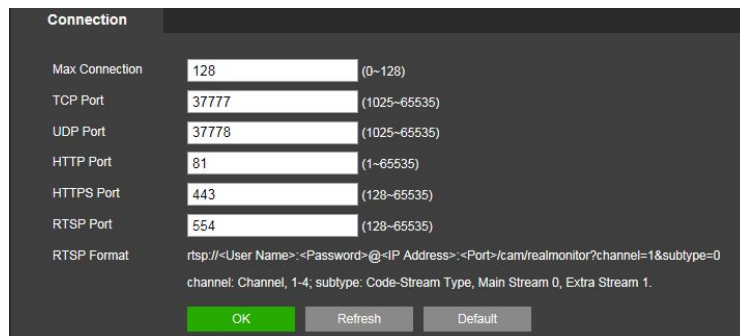 Connection
Max Connection 128 (0~128)
TCP Port 37777 (1025~65535)
UDP Port 37778 (1025~65535)
HTTP Port 81 (1~65535)
HTTPS Port 443 (128~65535)
RTSP Port 554 (128~65535)
RTSP Format rtsp://<User Name>:<Password>@<IP Address>:<Port>/cam/realmonitor?channel=1&subtype=0
channel: Channel, 1-4; subtype: Code-Stream Type, Main Stream 0, Extra Stream 1.
OK Refresh Default